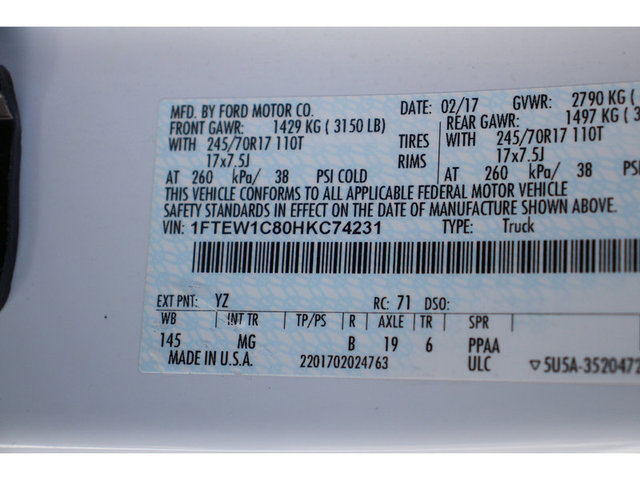 MFD. BY FORD MOTOR CO. DATE: 02/17 GVWR: 2790 KG (
FRONT GAWR: 1429 KG ( 3150 LB) REAR GAWR: 1497 KG ( 3
WITH 245/70R17 110T TIRES WITH 245/70R17 110T
17x7.5J RIMS 17x7.5J
AT 260 kPa/ 38 PSI COLD AT 260 kPa/ 38 PSI
THIS VEHICLE CONFORMS TO ALL APPLICABLE FEDERAL MOTOR VEHICLE
SAFETY STANDARDS IN EFFECT ON THE DATE OF MANUFACTURE SHOWN ABOVE.
VIN: 1FTEW1C80HKC74231 TYPE: Truck
EXT PNT: YZ RC: 71 DSO:
WB INT TR TP/PS R AXLE TR SPR
145 MG B 19 6 PPAA
MADE IN U.S.A. 2201702024763 ULC ▽5U5A-3520472